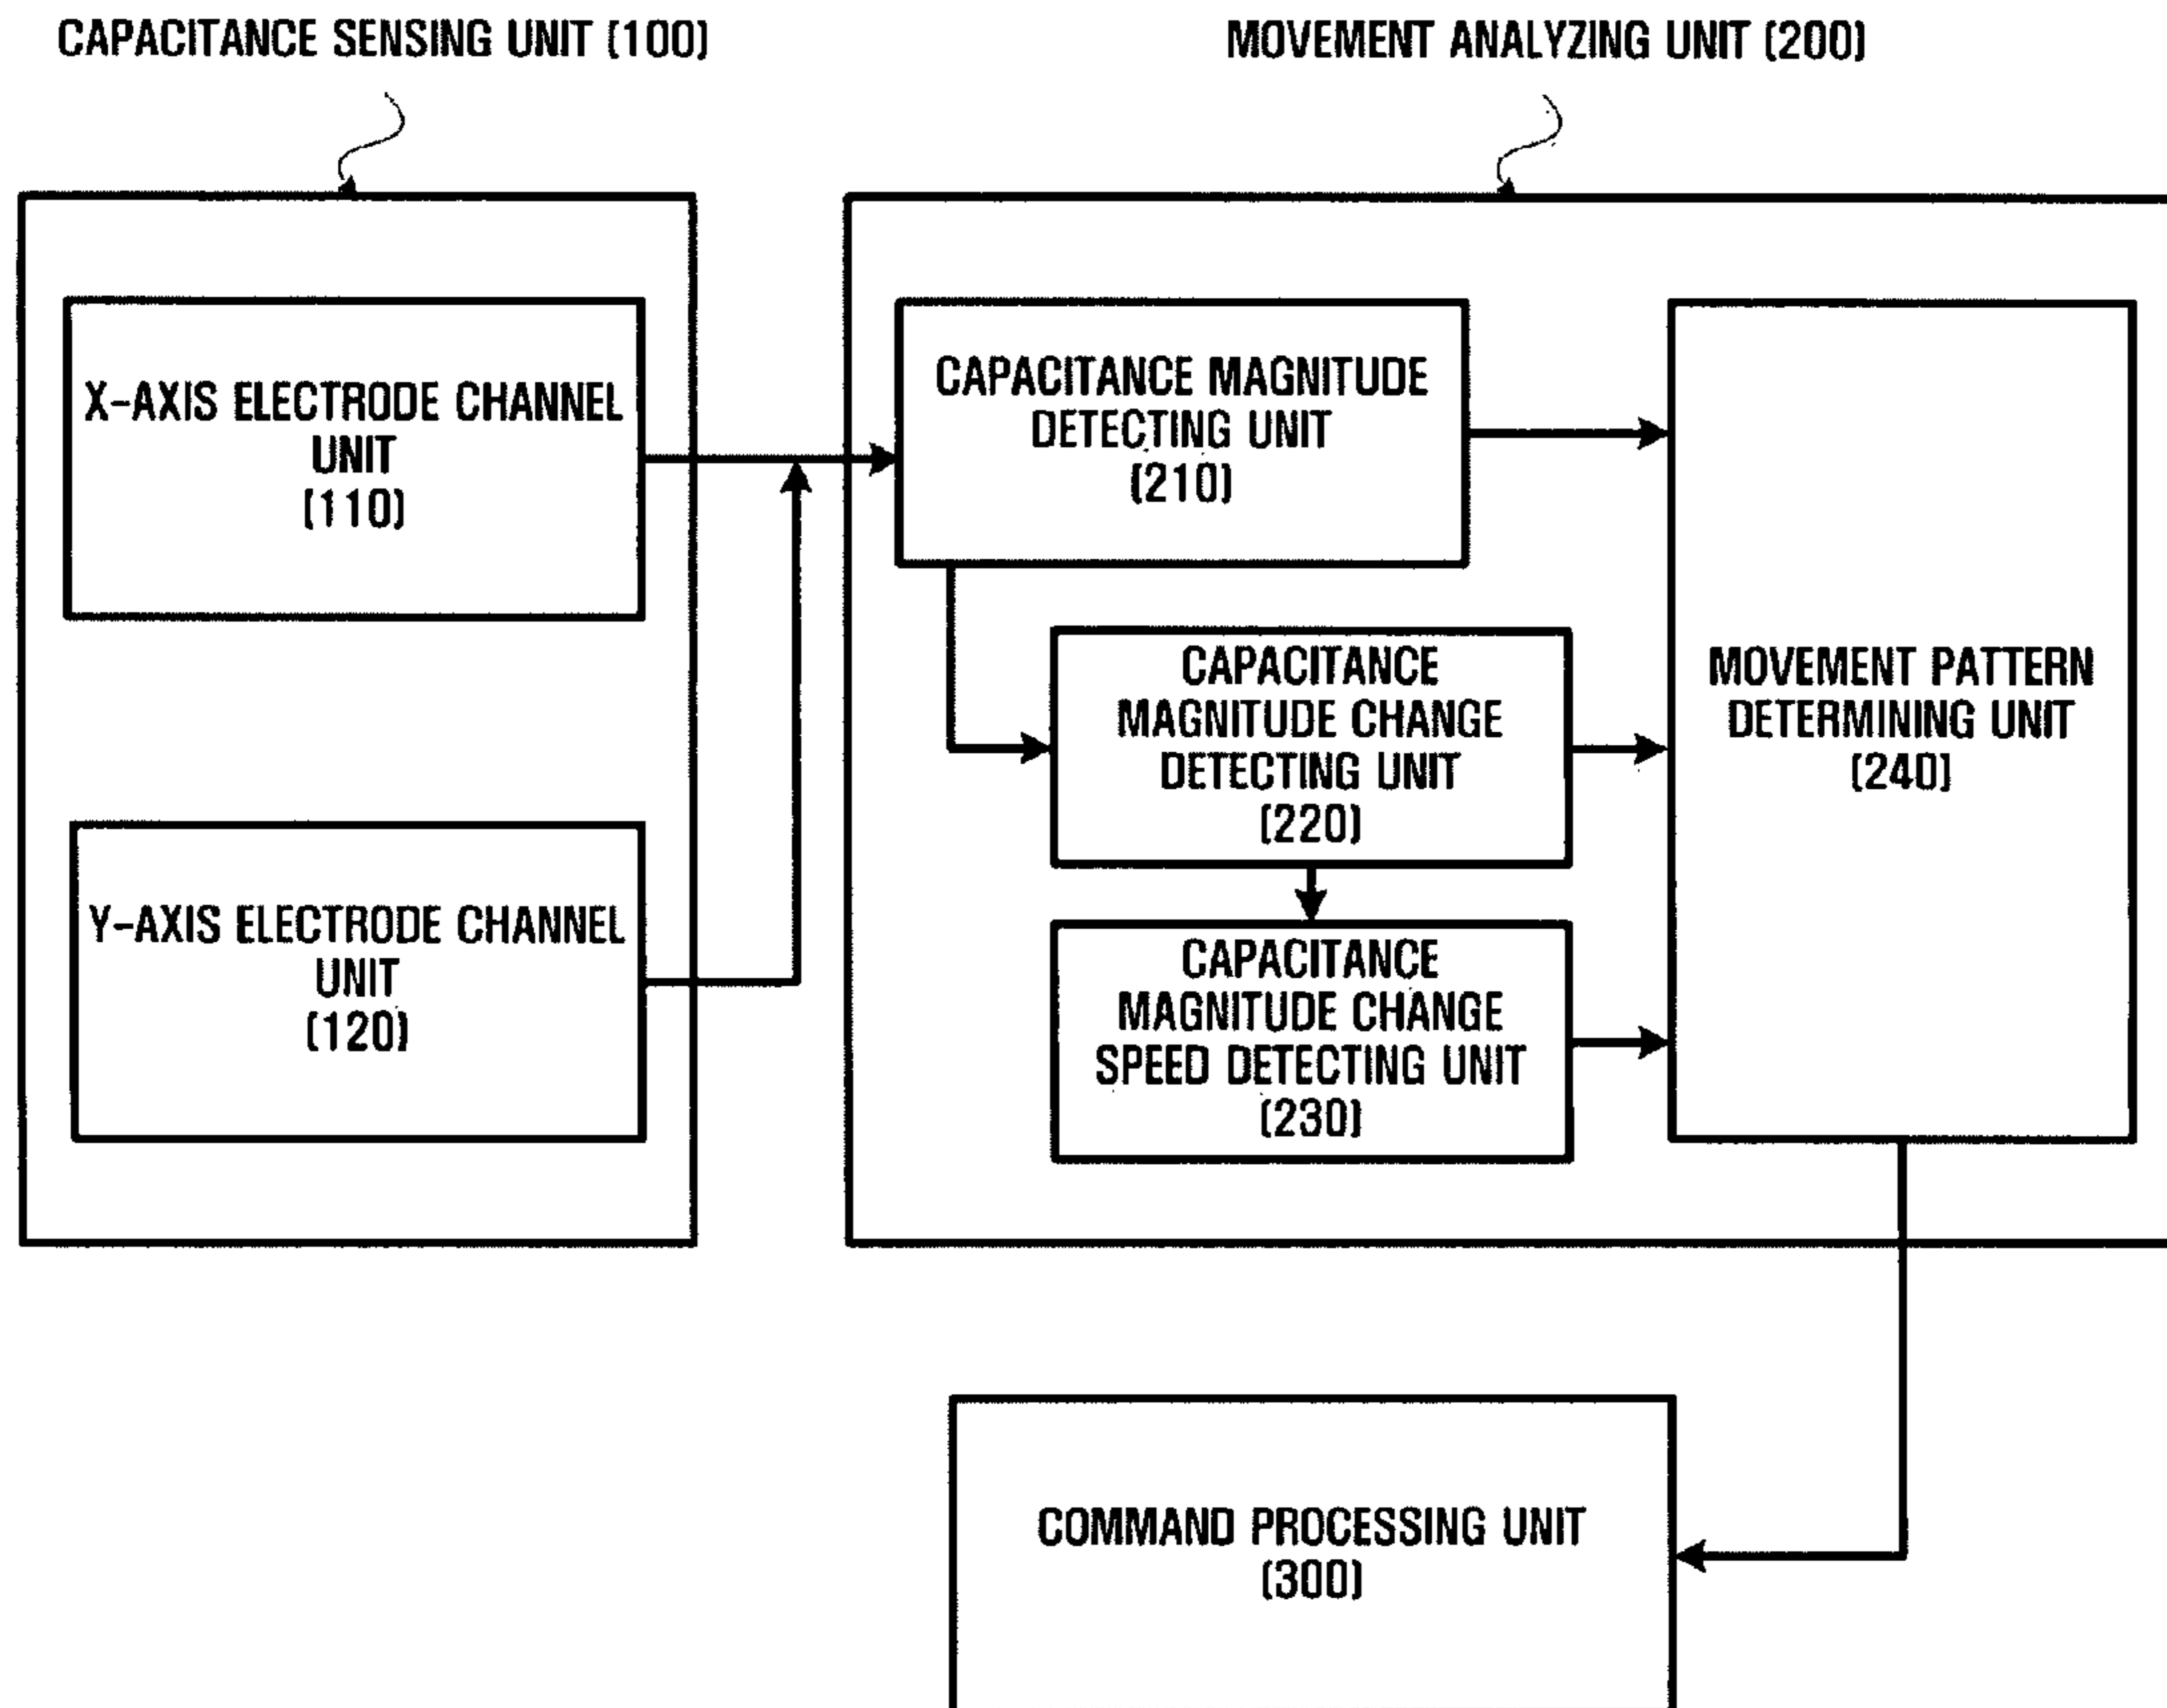 CAPACITANCE SENSING UNIT (100)
MOVEMENT ANALYZING UNIT (200)
X-AXIS ELECTRODE CHANNEL
UNIT
(110)
Y-AXIS ELECTRODE CHANNEL
UNIT
(120)
CAPACITANCE MAGNITUDE
DETECTING UNIT
(210)
CAPACITANCE
MAGNITUDE CHANGE
DETECTING UNIT
(220)
CAPACITANCE
MAGNITUDE CHANGE
SPEED DETECTING UNIT
(230)
MOVEMENT PATTERN
DETERMINING UNIT
(240)
COMMAND PROCESSING UNIT
(300)